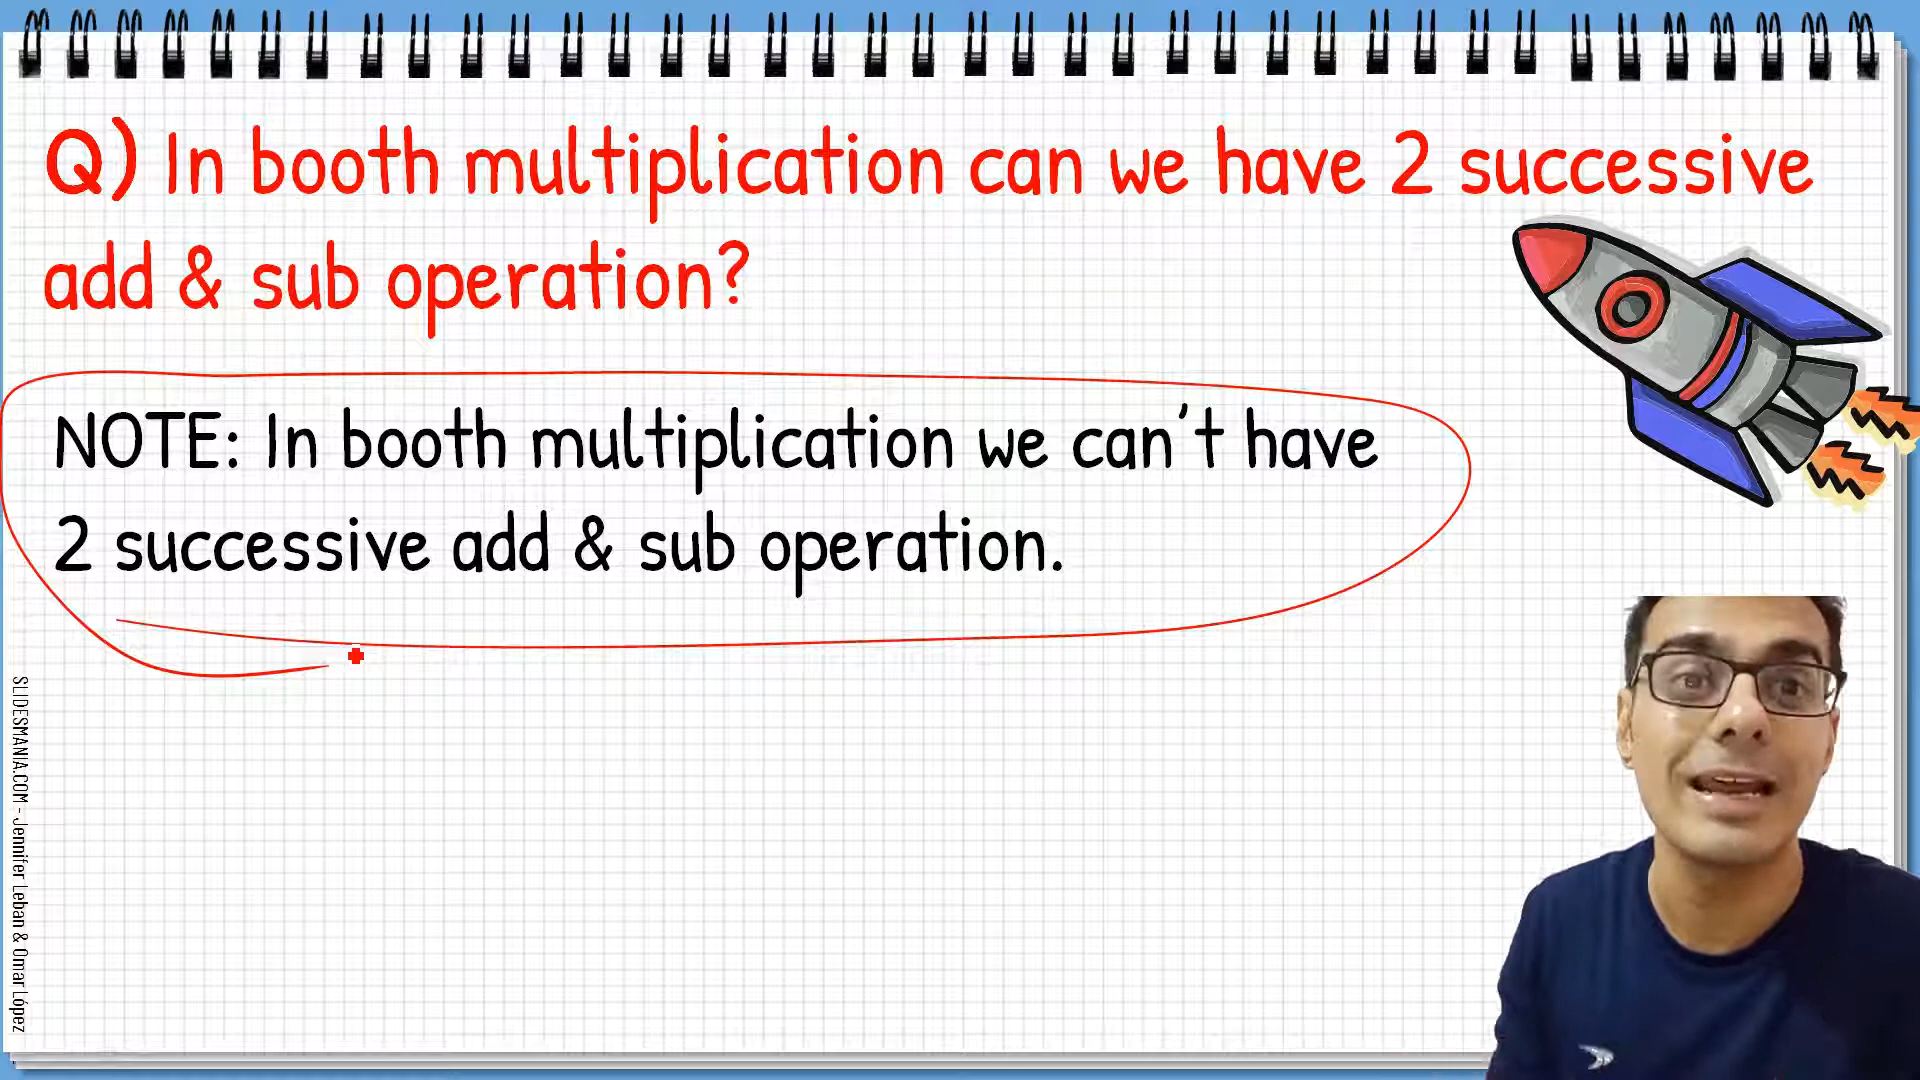 Q) In booth multiplication can we have 2 successive
add & sub operation?
NOTE: In booth multiplication we can't have
2 successive add & sub operation.
SLIDESMANIA.COM - Jennifer Leban & Omar López